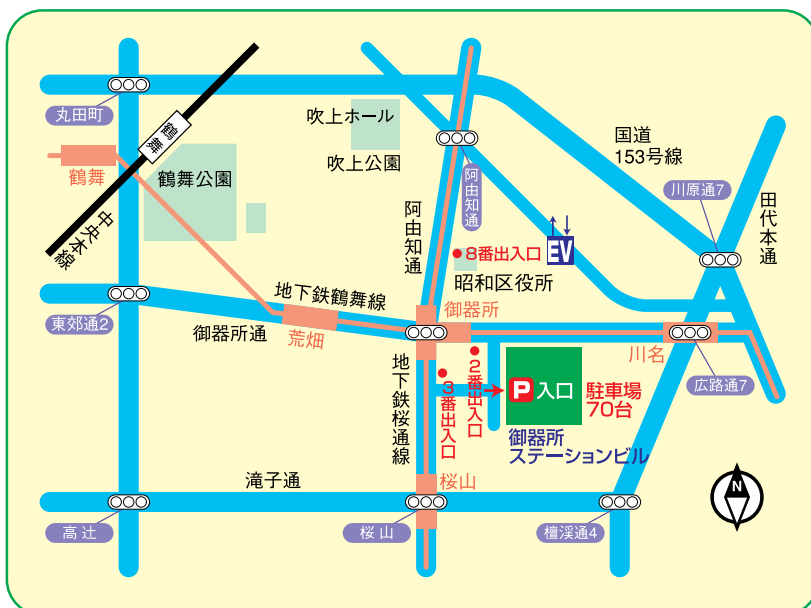 丸田町
鶴舞
鶴舞
中央本線
鶴舞公園
吹上ホール
吹上公園
阿由知通
阿由知通
国道
153号線
川原通7
田代本通
8番出入口
EV
昭和区役所
東郊通2
御器所通
地下鉄鶴舞線
荒畑
御器所
川名
広路通7
地下鉄桜通線
3番出入口
2番出入口
P入口
駐車場
70台
御器所
ステーションビル
滝子通
桜山
高辻
桜山
檀渓通4
N